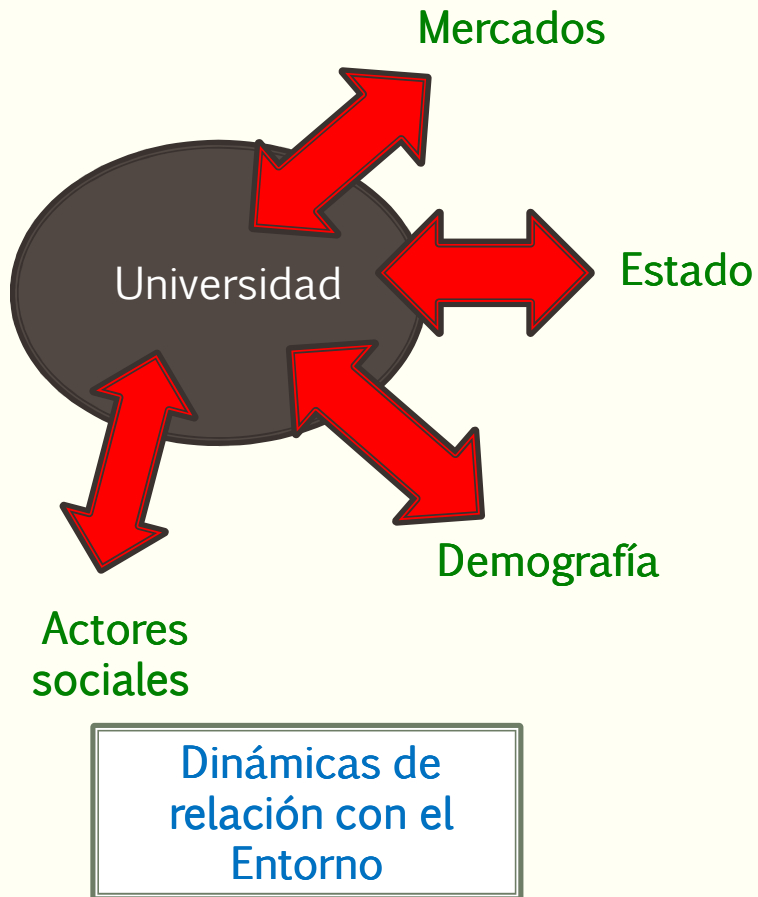 Mercados
Universidad
Estado
Demografía
Actores
sociales
Dinámicas de
relación con el
Entorno